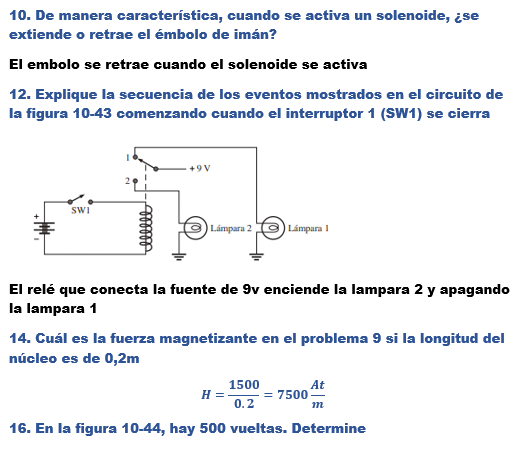 10. De manera característica, cuando se activa un solenoide, ¿se
extiende o retrae el émbolo de imán?
El embolo se retrae cuando el solenoide se activa
12. Explique la secuencia de los eventos mostrados en el circuito de
la figura 10-43 comenzando cuando el interruptor 1 (SW1) se cierra
1
+9 V
2
SW1
+
−
Lámpara 2
Lámpara 1
El relé que conecta la fuente de 9v enciende la lampara 2 y apagando
la lampara 1
14. Cuál es la fuerza magnetizante en el problema 9 si la longitud del
núcleo es de 0,2m
H = 1500/0.2 = 7500 At/m
16. En la figura 10-44, hay 500 vueltas. Determine